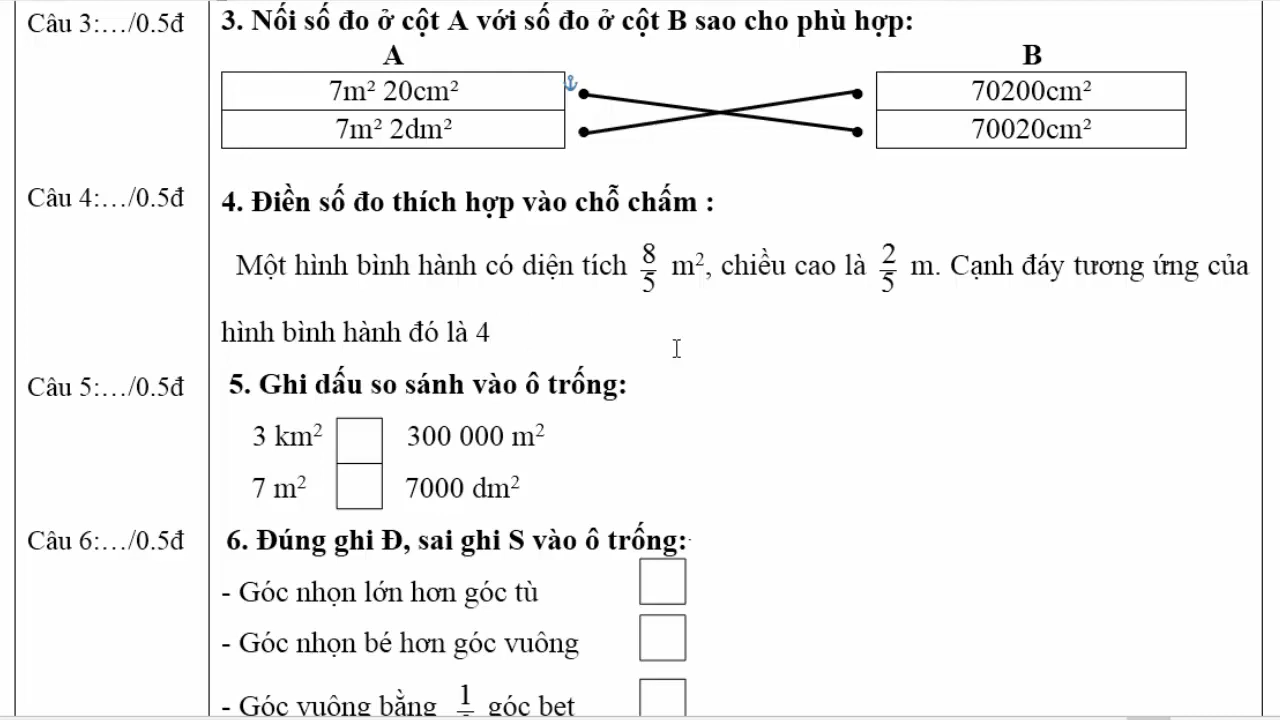 Câu 3:…/0.5đ 3. Nối số đo ở cột A với số đo ở cột B sao cho phù hợp:
A B
7m² 20cm² 70200cm²
7m² 2dm² 70020cm²
Câu 4:…/0.5đ 4. Điền số đo thích hợp vào chỗ chấm :
Một hình bình hành có diện tích 8/5 m², chiều cao là 2/5 m. Cạnh đáy tương ứng của
hình bình hành đó là 4
Câu 5:…/0.5đ 5. Ghi dấu so sánh vào ô trống:
3 km² 300 000 m²
7 m² 7000 dm²
Câu 6:…/0.5đ 6. Đúng ghi Đ, sai ghi S vào ô trống:
- Góc nhọn lớn hơn góc tù
- Góc nhọn bé hơn góc vuông
- Góc vuông bằng 1 góc bẹt